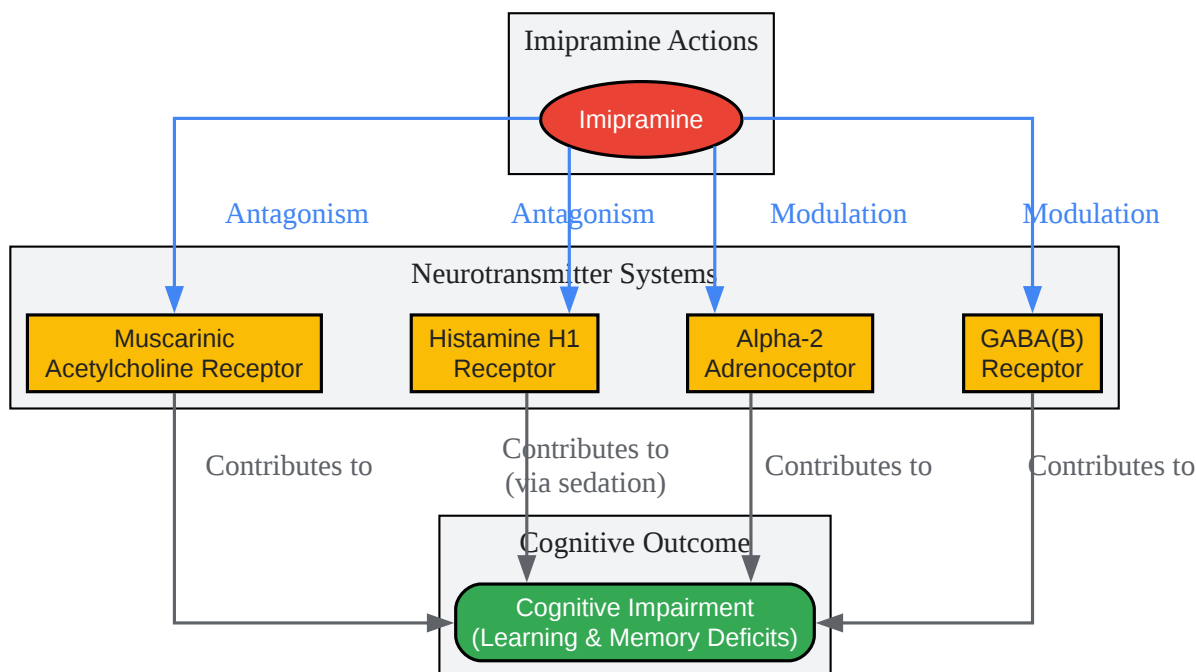 Imipramine Actions
Imipramine
Antagonism
Antagonism
Modulation
Modulation
Neurotransmitter Systems
Muscarinic
Acetylcholine Receptor
Histamine H1
Receptor
Alpha-2
Adrenoceptor
GABA(B)
Receptor
Contributes to
Contributes to
(via sedation)
Contributes to
Contributes to
Cognitive Outcome
Cognitive Impairment
(Learning & Memory Deficits)